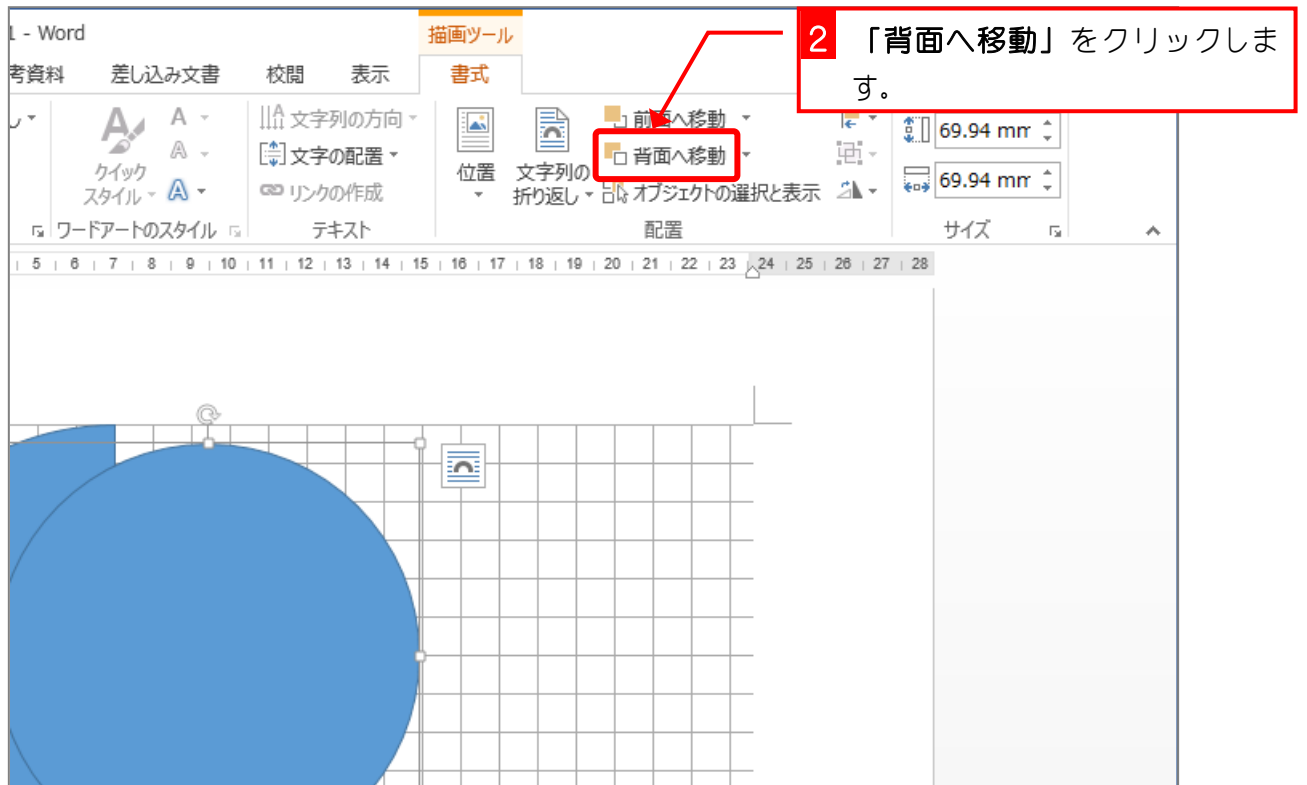 1 - Word
描画ツール
2 「背面へ移動」をクリックしま
す。
考資料 差し込み文書 校閲 表示 書式
し
A
A
A
クイック
スタイル
A
文字列の方向
文字の配置
リンクの作成
位置
文字列の
折り返し
前面へ移動
背面へ移動
オブジェクトの選択と表示
69.94 mm
69.94 mm
ワードアートのスタイル テキスト 配置 サイズ
5 6 7 8 9 10 11 12 13 14 15 16 17 18 19 20 21 22 23 24 25 26 27 28